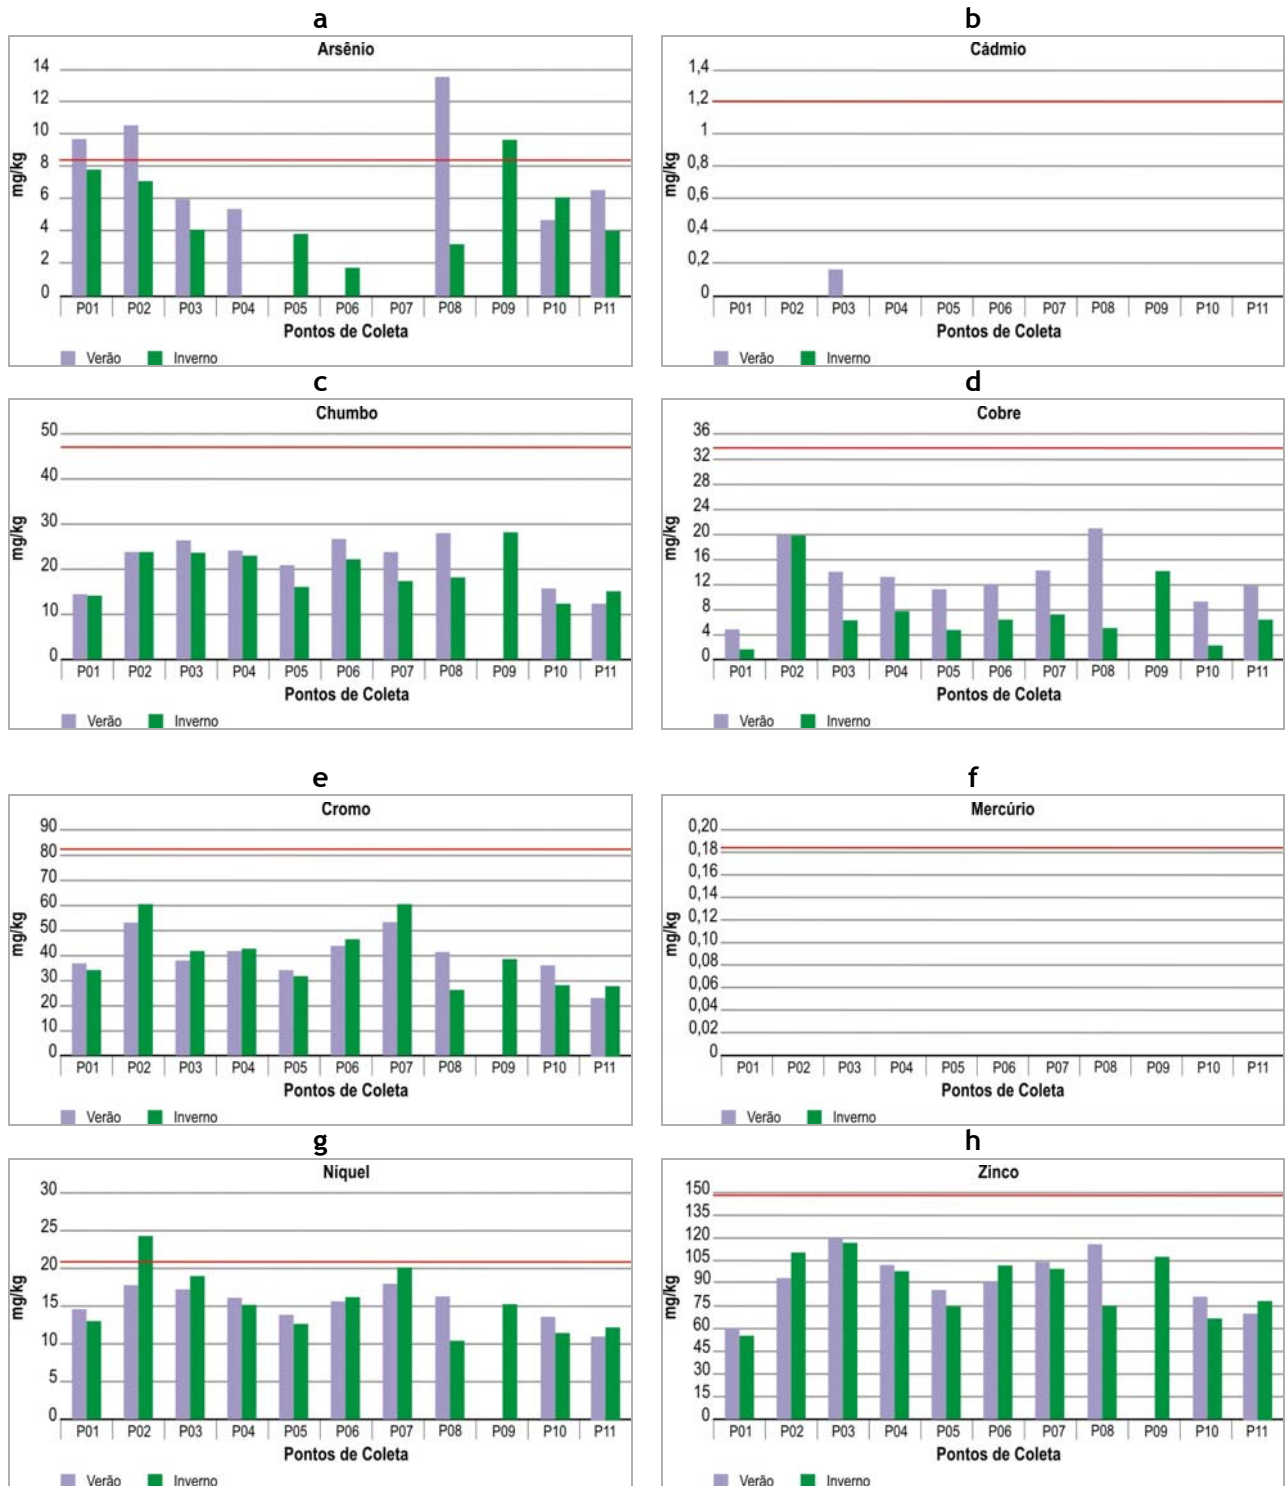 a
Arsênio
14
12
10
8
6
4
2
0
mg/kg
P01 P02 P03 P04 P05 P06 P07 P08 P09 P10 P11
Pontos de Coleta
Verão Inverno
b
Cádmio
1,4
1,2
1
0,8
0,6
0,4
0,2
0
mg/kg
P01 P02 P03 P04 P05 P06 P07 P08 P09 P10 P11
Pontos de Coleta
Verão Inverno
c
Chumbo
50
40
30
20
10
0
mg/kg
P01 P02 P03 P04 P05 P06 P07 P08 P09 P10 P11
Pontos de Coleta
Verão Inverno
d
Cobre
36
32
28
24
20
16
12
8
4
0
mg/kg
P01 P02 P03 P04 P05 P06 P07 P08 P09 P10 P11
Pontos de Coleta
Verão Inverno
e
Cromo
90
80
70
60
50
40
30
20
10
0
mg/kg
P01 P02 P03 P04 P05 P06 P07 P08 P09 P10 P11
Pontos de Coleta
Verão Inverno
f
Mercúrio
0,20
0,18
0,16
0,14
0,12
0,10
0,08
0,06
0,04
0,02
0
mg/kg
P01 P02 P03 P04 P05 P06 P07 P08 P09 P10 P11
Pontos de Coleta
Verão Inverno
g
Níquel
30
25
20
15
10
5
0
mg/kg
P01 P02 P03 P04 P05 P06 P07 P08 P09 P10 P11
Pontos de Coleta
Verão Inverno
h
Zinco
150
135
120
105
90
75
60
45
30
15
0
mg/kg
P01 P02 P03 P04 P05 P06 P07 P08 P09 P10 P11
Pontos de Coleta
Verão Inverno